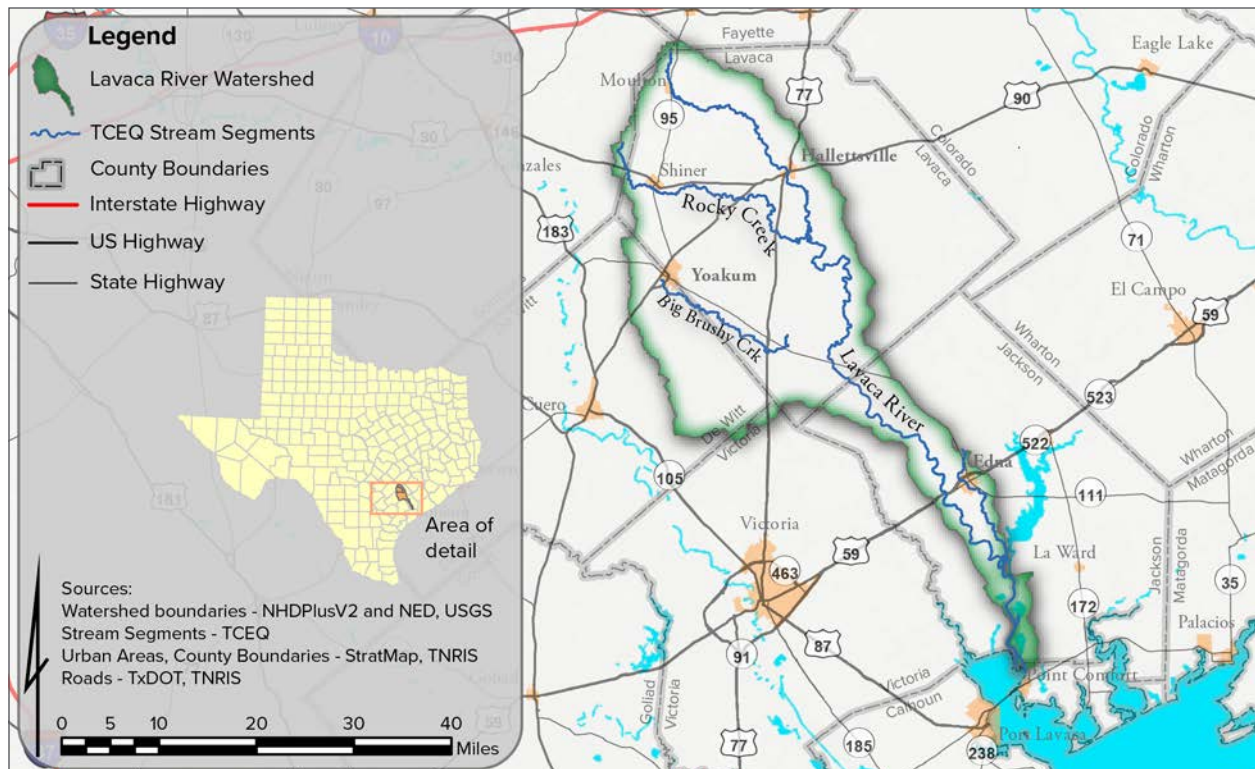 Legend
Lavaca River Watershed
TCEQ Stream Segments
County Boundaries
Interstate Highway
US Highway
State Highway
Area of
detail
Sources:
Watershed boundaries - NHDPlusV2 and NED, USGS
Stream Segments - TCEQ
Urban Areas, County Boundaries - StratMap, TNRIS
Roads - TxDOT, TNRIS
0 5 10 20 30 40
Miles
Fayette
Lavaca
Eagle Lake
Moulton
77
90
95
Colorado
Lavaca
Colorado
Wharton
Hallettsville
Shiner
Rocky Creek
183
71
Yoakum
El Campo
59
Big Brushy Crk
Wharton
Jackson
Lavaca River
523
Cuero
De Witt
Victoria
522
Edna
Wharton
Matagorda
105
111
Victoria
59
La Ward
463
Jackson
Matagorda
35
172
Palacios
87
91
Point Comfort
Victoria
Calhoun
Goliad
Victoria
Port Lavaca
77
185
238